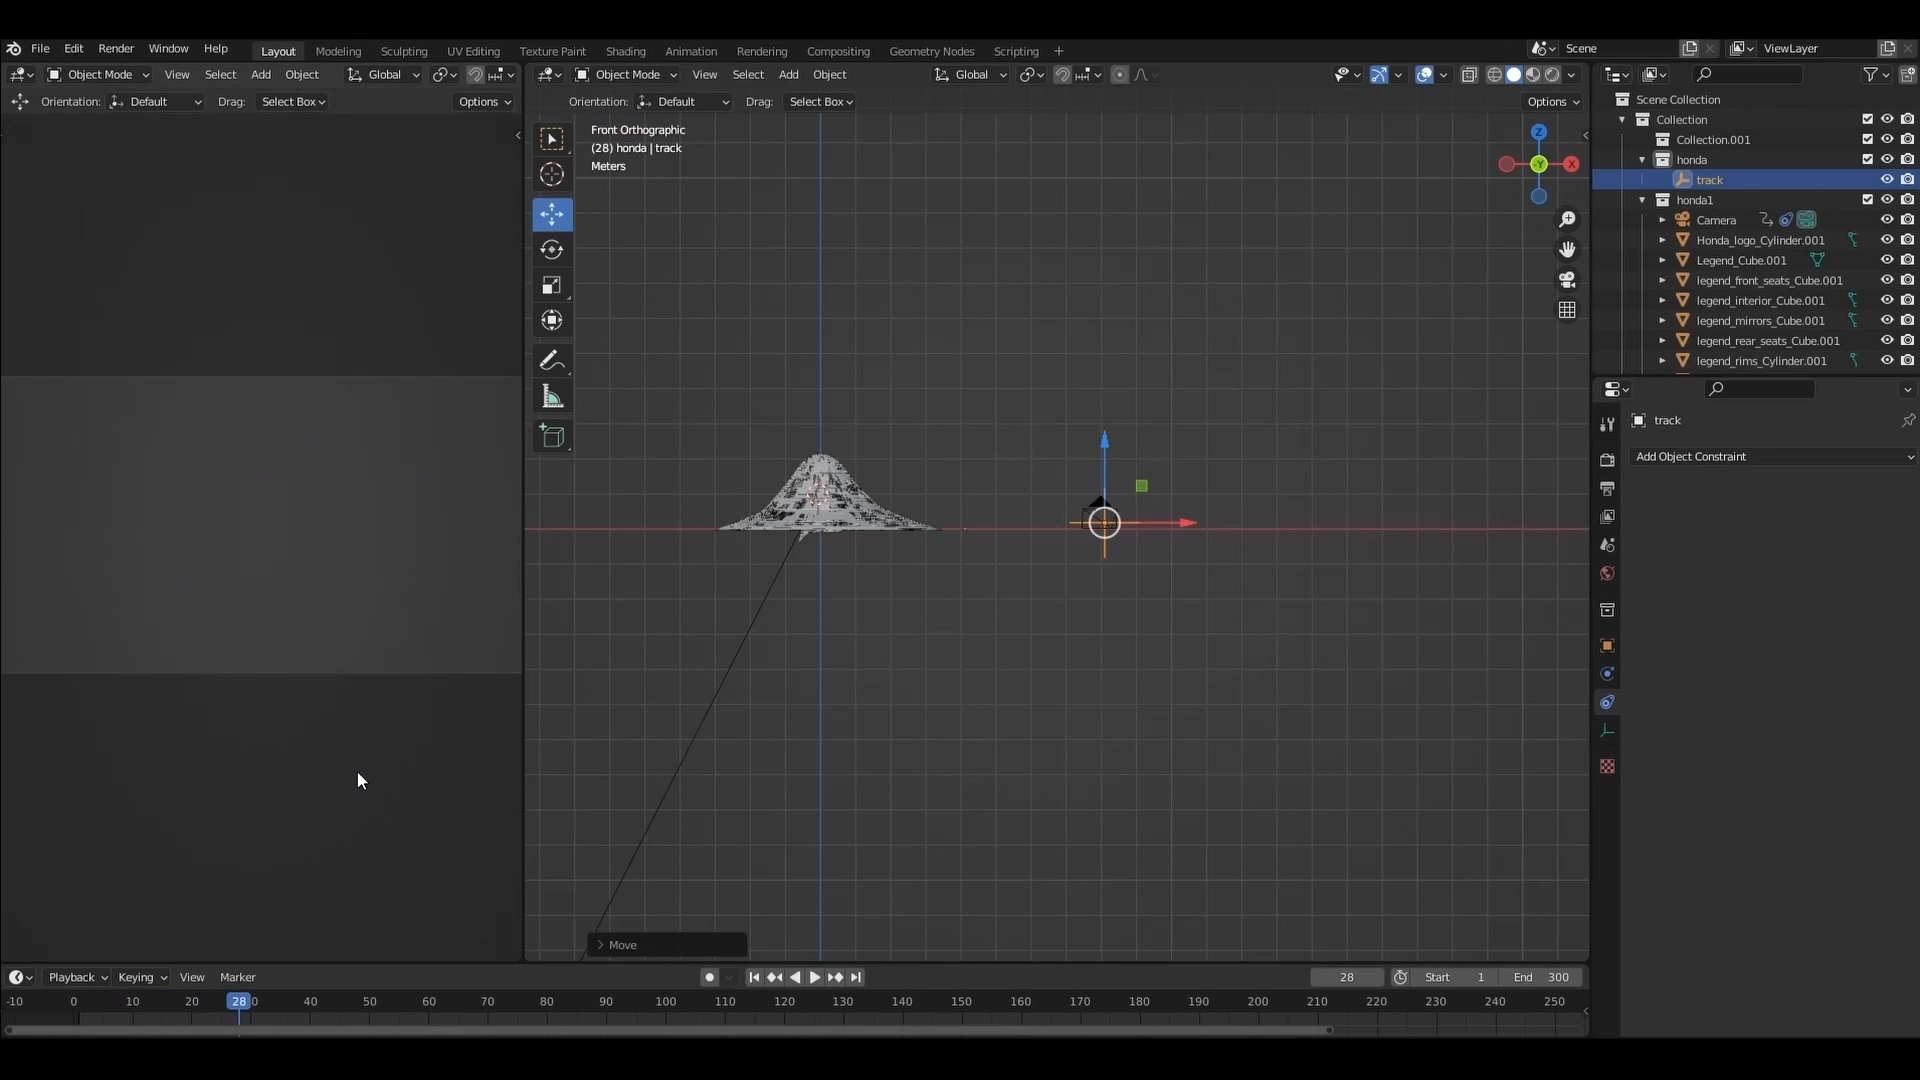 File Edit Render Window Help Layout Modeling Sculpting UV Editing Texture Paint Shading Animation Rendering Compositing Geometry Nodes Scripting + Scene ViewLayer
Object Mode View Select Add Object Global Object Mode View Select Add Object Global
Orientation: Default Drag: Select Box Options Orientation: Default Drag: Select Box Options
Front Orthographic
(28) honda | track
Meters
Z
-Y
X
Scene Collection
Collection
Collection.001
honda
track
honda1
Camera
Honda_logo_Cylinder.001
Legend_Cube.001
legend_front_seats_Cube.001
legend_interior_Cube.001
legend_mirrors_Cube.001
legend_rear_seats_Cube.001
legend_rims_Cylinder.001
track
Add Object Constraint
Move
Playback Keying View Marker 28 Start 1 End 300
-10 0 10 20 28 0 40 50 60 70 80 90 100 110 120 130 140 150 160 170 180 190 200 210 220 230 240 250